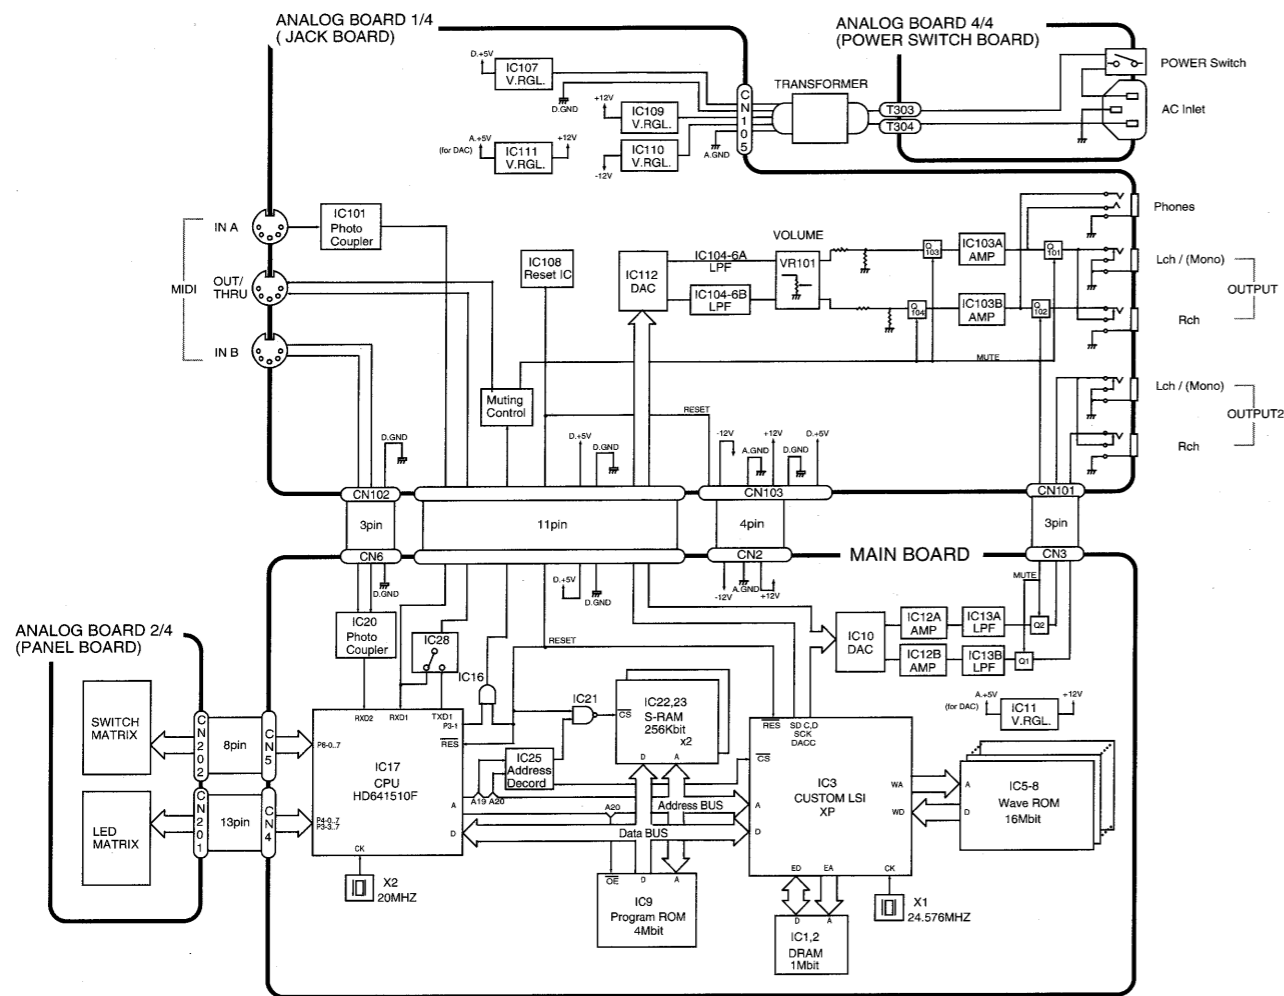 ANALOG BOARD 1/4
( JACK BOARD)
ANALOG BOARD 4/4
(POWER SWITCH BOARD)
D.+5V
IC107
V.RGL.
D.GND
+12V
IC109
V.RGL.
A.+5V
(for DAC)
IC111
V.RGL.
+12V
IC110
V.RGL.
-12V
A.GND
CN105
TRANSFORMER
T303
T304
POWER Switch
AC Inlet
MIDI
IN A
OUT/
THRU
IN B
IC101
Photo
Coupler
IC108
Reset IC
IC112
DAC
IC104-6A
LPF
IC104-6B
LPF
VOLUME
VR101
Q
103
Q
104
IC103A
AMP
IC103B
AMP
Q
101
Q
102
Phones
Lch / (Mono)
OUTPUT
Rch
MUTE
Muting
Control
RESET
Lch / (Mono)
OUTPUT2
Rch
D.GND
D.+5V
D.GND
-12V
A.GND
+12V
D.GND
D.+5V
CN102
CN103
CN101
3pin
11pin
4pin
3pin
CN6
CN2
CN3
MAIN BOARD
D.GND
D.+5V
D.GND
-12V
A.GND
+12V
MUTE
RESET
IC20
Photo
Coupler
IC28
IC16
IC10
DAC
IC12A
AMP
IC13A
LPF
Q2
IC12B
AMP
IC13B
LPF
Q1
A.+5V
(for DAC)
IC11
V.RGL.
+12V
ANALOG BOARD 2/4
(PANEL BOARD)
SWITCH
MATRIX
CN202
8pin
CN5
LED
MATRIX
CN201
13pin
CN4
RXD2
RXD1
TXD1
P3-1
RES
P6-0..7
IC17
CPU
HD641510F
P4-0..7
P3-3..7
A
D
CK
X2
20MHZ
IC21
CS
IC22,23
S-RAM
256Kbit
x2
D
A
IC25
Address
Decord
A19
A20
A20
Address BUS
Data BUS
OE
D
A
IC9
Program ROM
4Mbit
RES
SD C,D
SCK
DACC
CS
IC3
CUSTOM LSI
XP
A
D
WA
WD
ED
EA
CK
A
D
IC5-8
Wave ROM
16Mbit
X1
24.576MHZ
D
A
IC1,2
DRAM
1Mbit